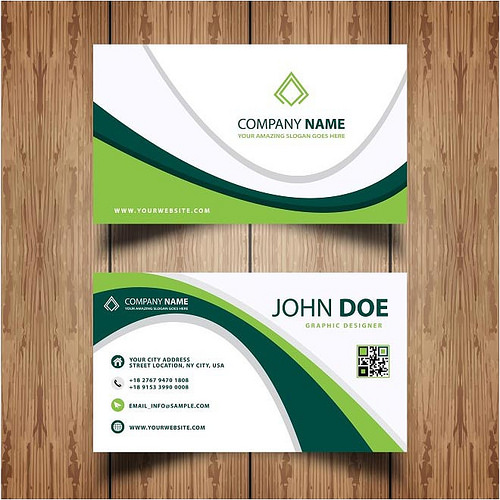 COMPANY NAME
YOUR AMAZING SLOGAN GOES HERE
WWW.YOURWEBSITE.COM
COMPANY NAME
YOUR AMAZING SLOGAN GOES HERE
JOHN DOE
GRAPHIC DESIGNER
YOUR CITY ADDRESS
STREET LOCATION, NY CITY, USA
+18 2767 9470 1808
+18 9153 3990 0808
EMAIL_INFO@SAMPLE.COM
WWW.YOURWEBSITE.COM